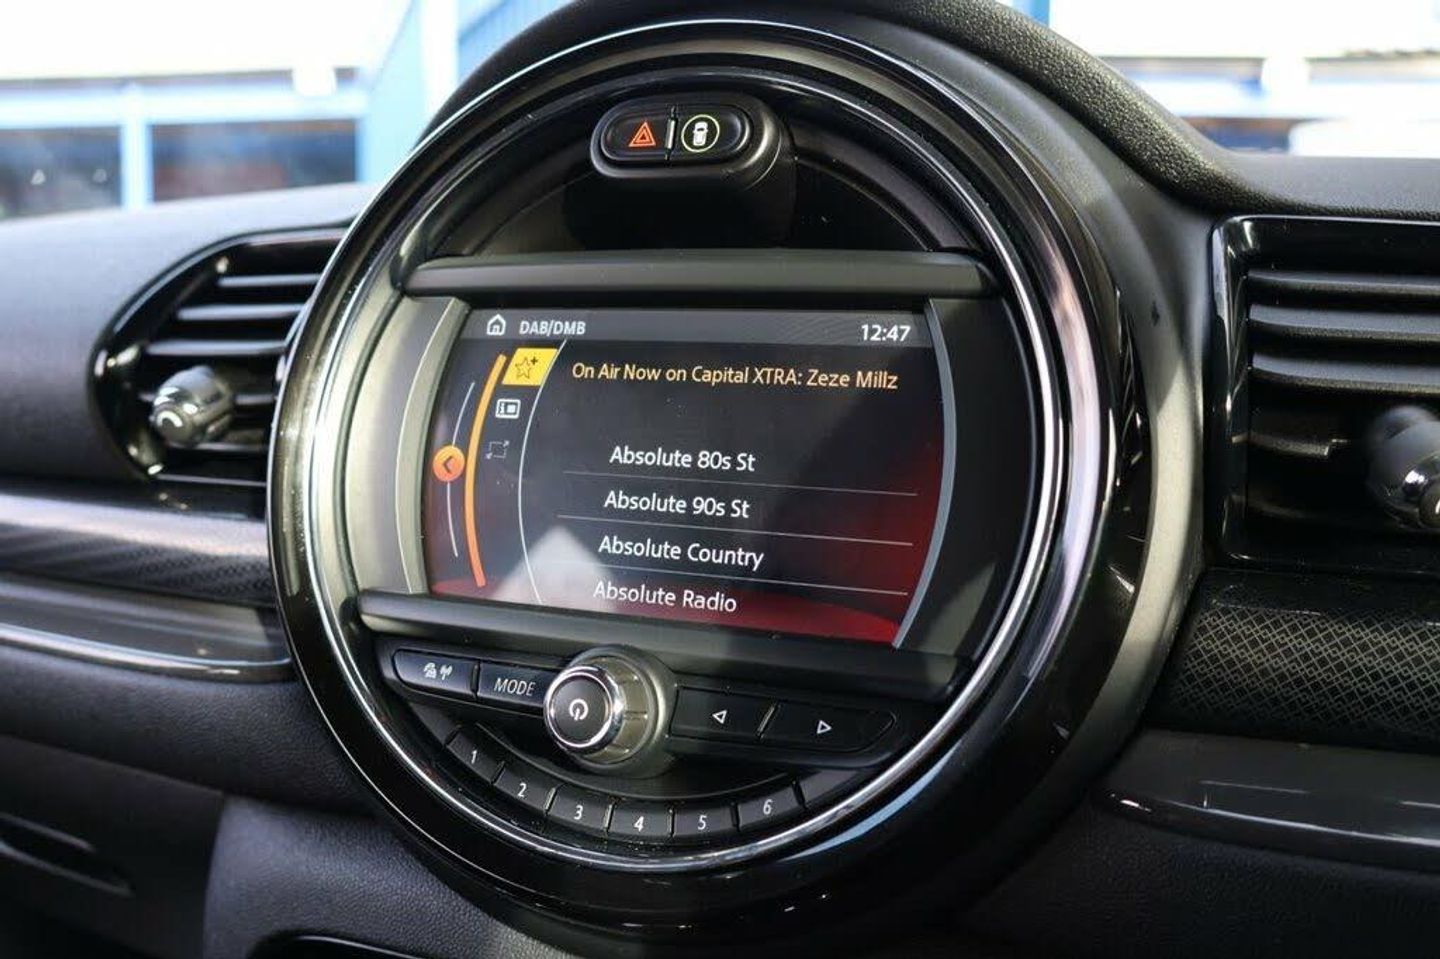 DAB/DMB
12:47
On Air Now on Capital XTRA: Zeze Millz
Absolute 80s St
Absolute 90s St
Absolute Country
Absolute Radio
MODE
1
2
3
4
5
6